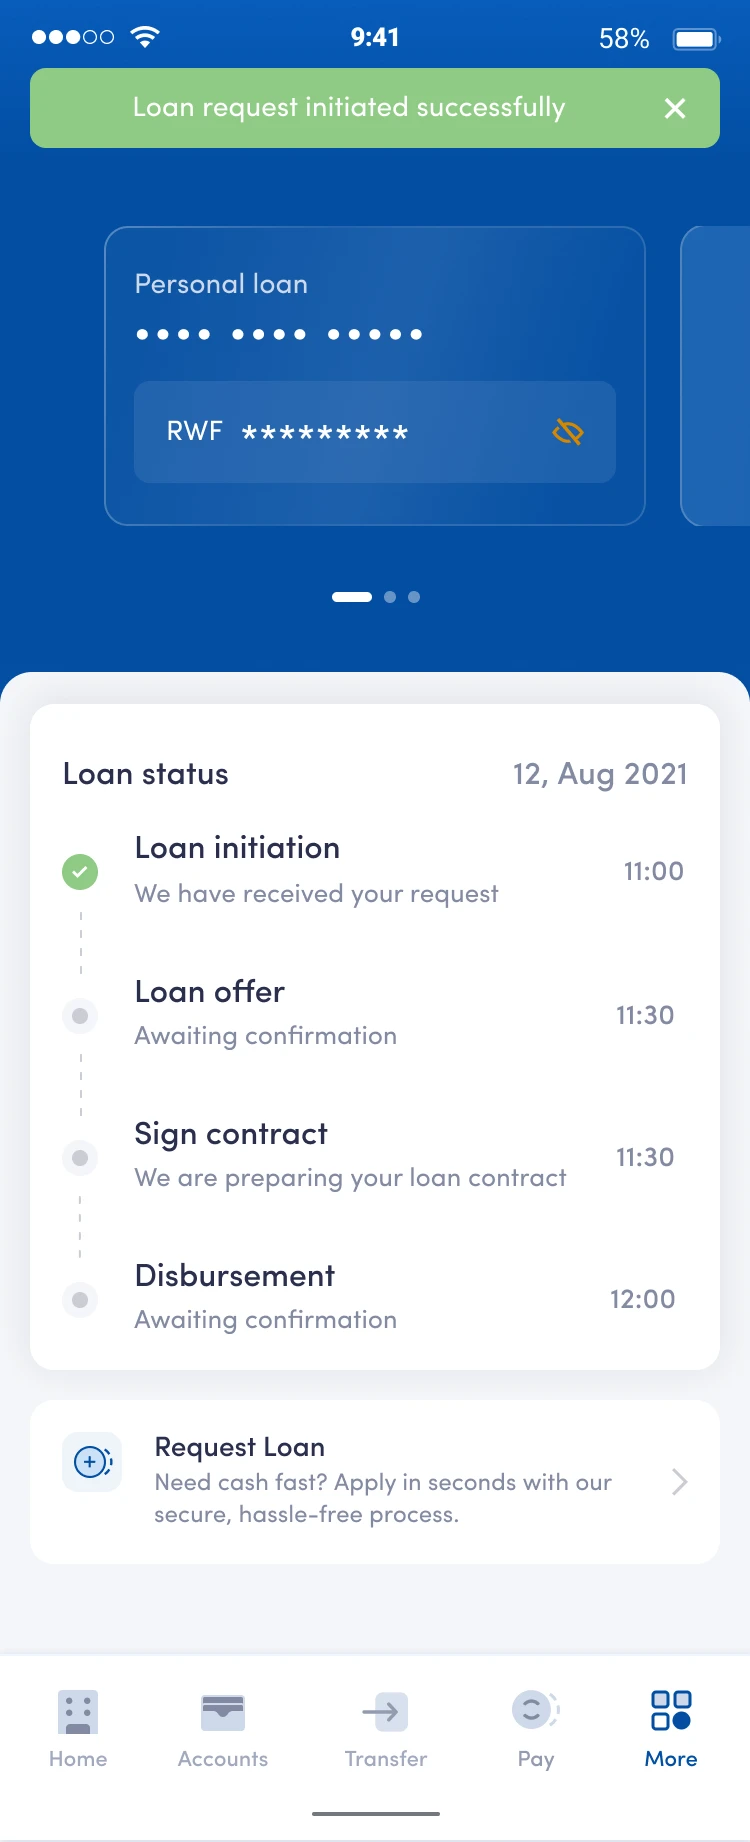 9:41
58%
Loan request initiated successfully
Personal loan
•••• •••• •••••
RWF *********
Loan status
12, Aug 2021
Loan initiation
We have received your request
11:00
Loan offer
Awaiting confirmation
11:30
Sign contract
We are preparing your loan contract
11:30
Disbursement
Awaiting confirmation
12:00
Request Loan
Need cash fast? Apply in seconds with our
secure, hassle-free process.
Home
Accounts
Transfer
Pay
More